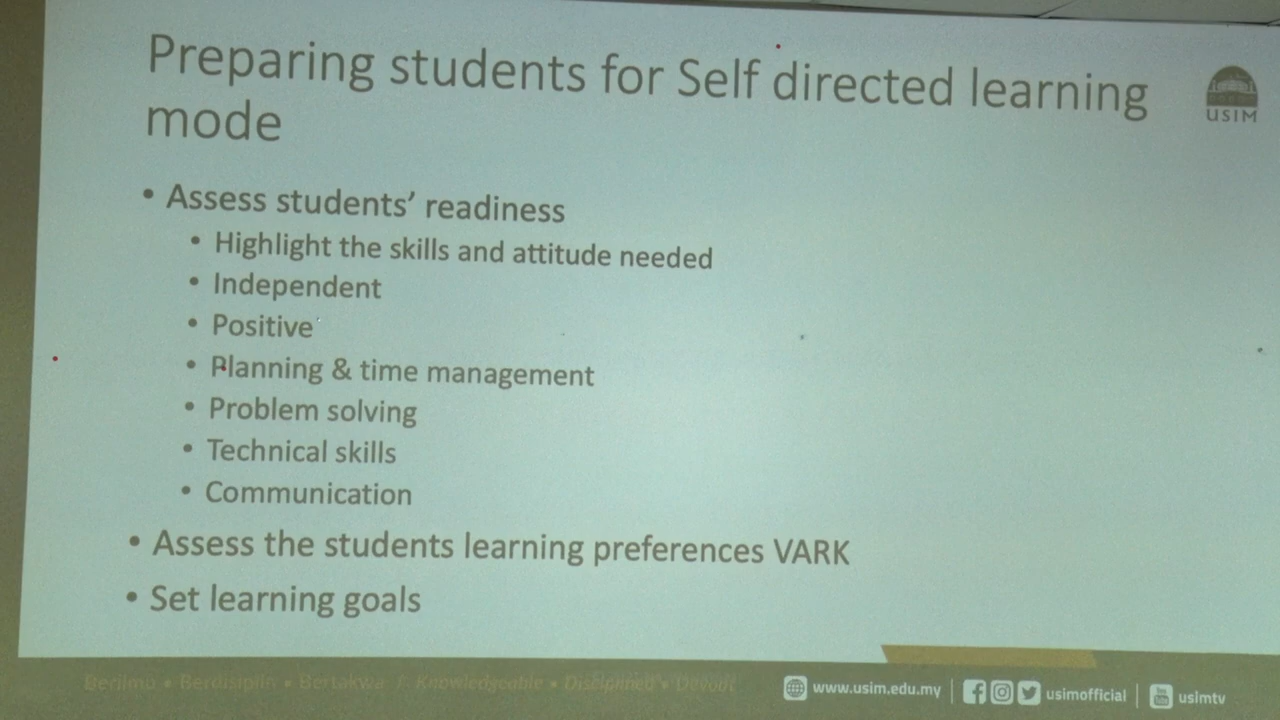 Preparing students for Self directed learning
mode
USIM
• Assess students’ readiness
• Highlight the skills and attitude needed
• Independent
• Positive
• Planning & time management
• Problem solving
• Technical skills
• Communication
• Assess the students learning preferences VARK
• Set learning goals
Berilmu • Berdisiplin • Bertakwa / Knowledgeable • Disciplined • Devout
www.usim.edu.my | usimofficial | usimtv